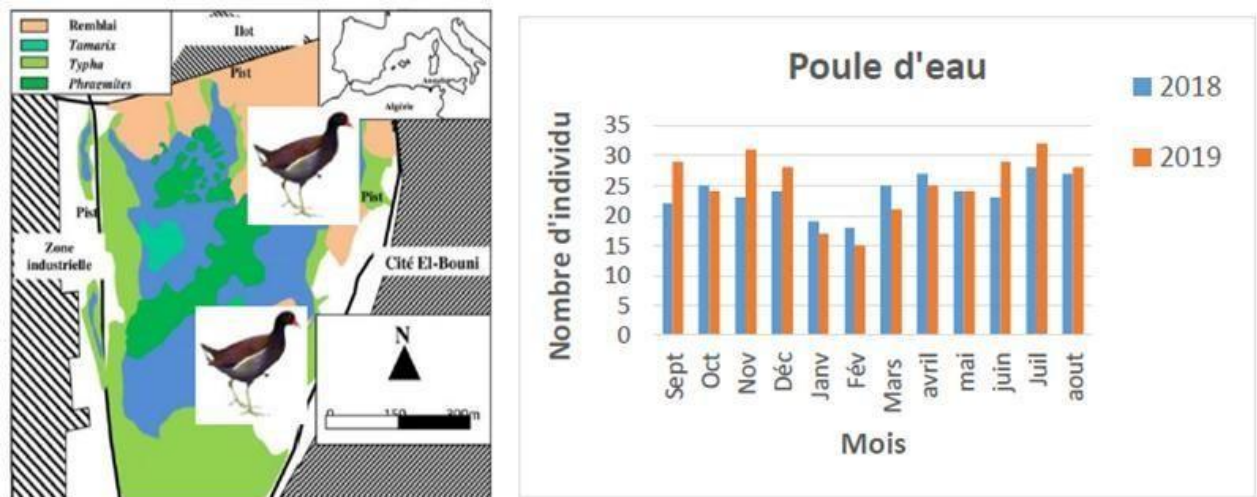 Remblai
Tamarix
Typha
Phragmites
Ilot
Pist
Algérie
Pist
Pist
Zone
industrielle
Cité El-Bouni
N
0 150 300m
Poule d'eau
2018
2019
Nombre d'individu
35
30
25
20
15
10
5
0
Sept
Oct
Nov
Déc
Janv
Fév
Mars
avril
mai
juin
Juil
aout
Mois